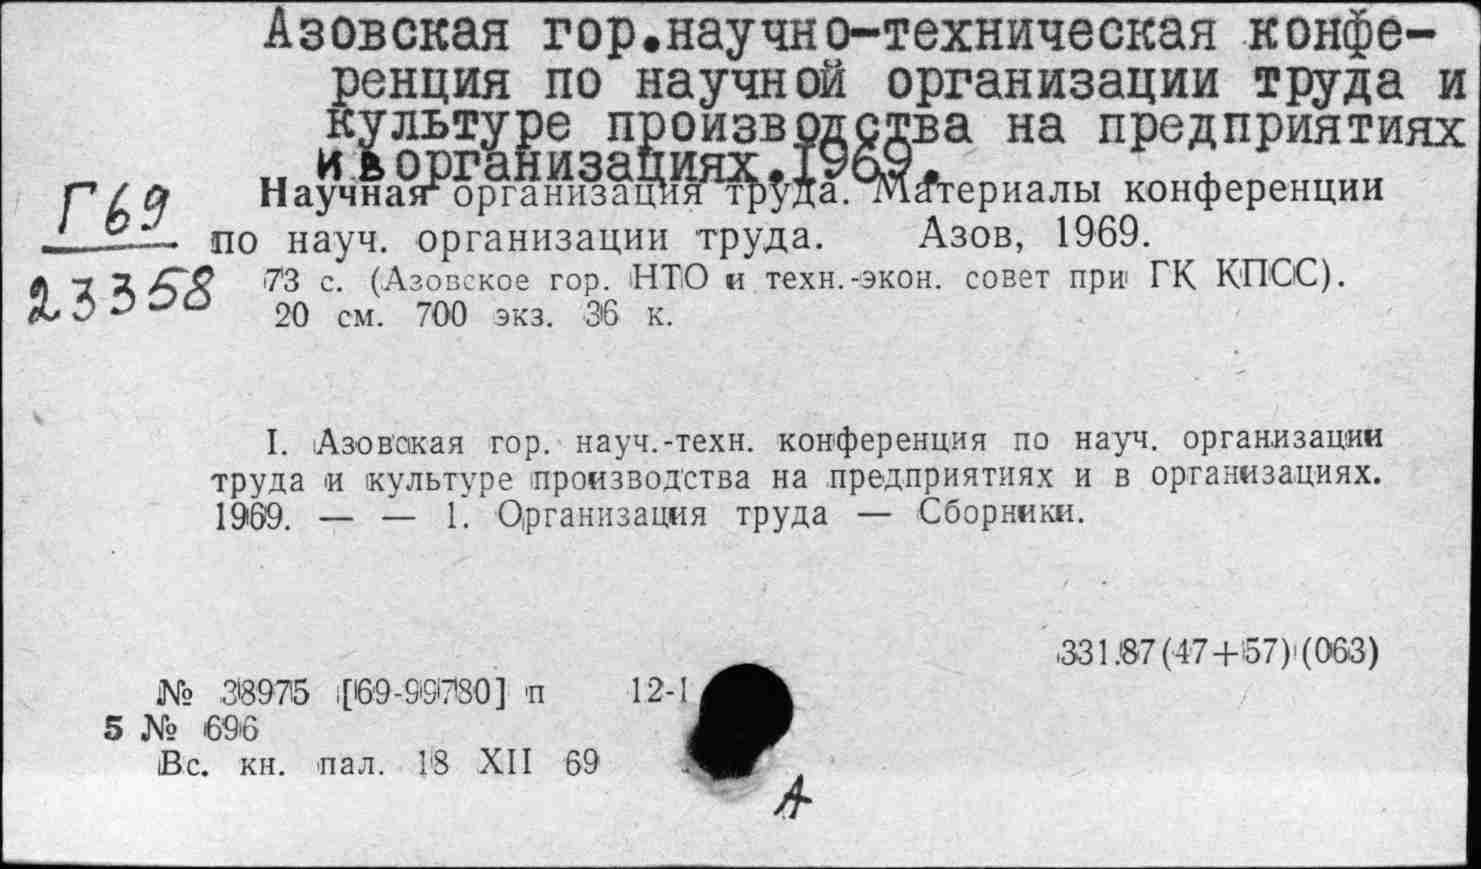 Азовская гор.научно-техническая конфе-
ренция по научной организации труда и
культуре производства на предприятиях
и в организациях.1969.
Научная организация труда. Материалы конференции
Г69 по науч. организации труда. Азов, 1969.
23358 73 с. (Азовское гор. НТО и техн.-экон. совет при ГК КПСС).
20 см. 700 экз. 36 к.
I. Азовская гор. науч.-техн. конференция по науч. организации
труда и культуре производства на предприятиях и в организациях.
1969. — — 1. Организация труда — Сборники.
331.87(47+57)(063)
№ 38975 [69-99780] п 12-1
5 № 696
Вс. кн. пал. 18 XII 69
А